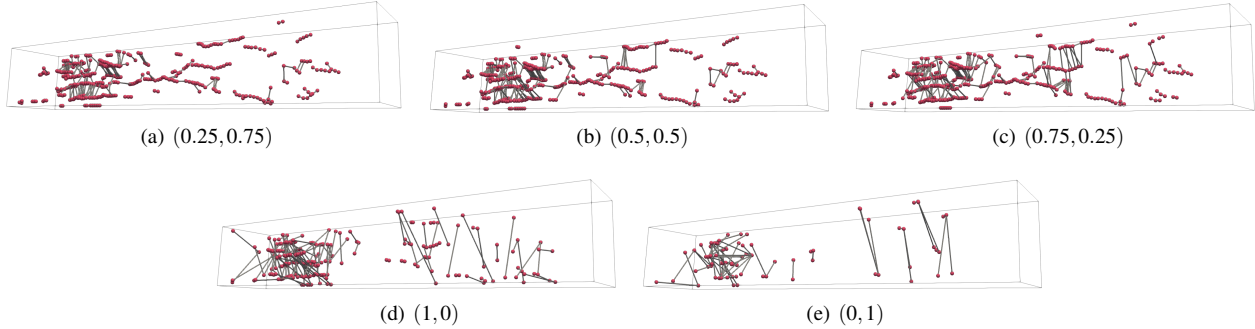 (a) (0.25,0.75)
(b) (0.5,0.5)
(c) (0.75,0.25)
(d) (1,0)
(e) (0,1)